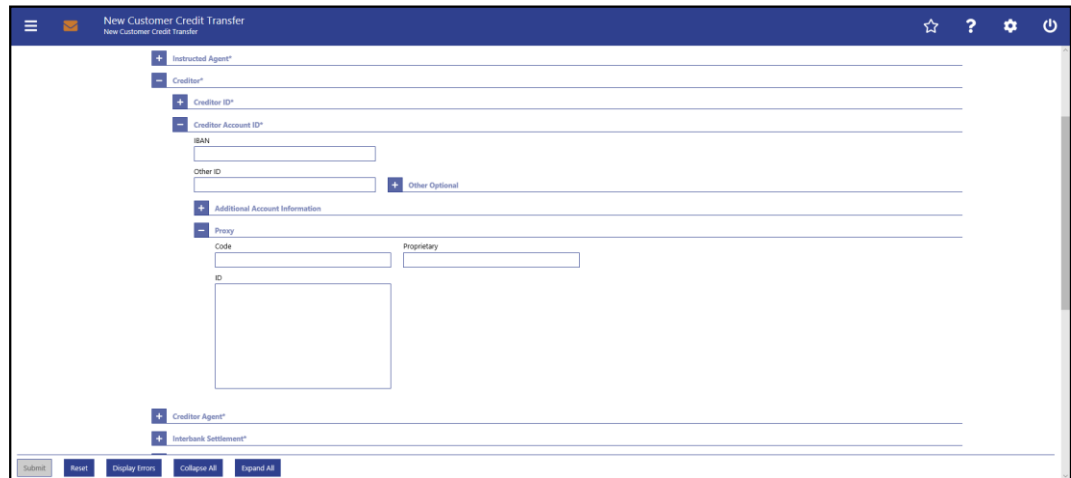 New Customer Credit Transfer
New Customer Credit Transfer
?
+ Instructed Agent*
− Creditor*
+ Creditor ID*
− Creditor Account ID*
IBAN
Other ID
+ Other Optional
+ Additional Account Information
− Proxy
Code Proprietary
ID
+ Creditor Agent*
+ Interbank Settlement*
Submit Reset Display Errors Collapse All Expand All